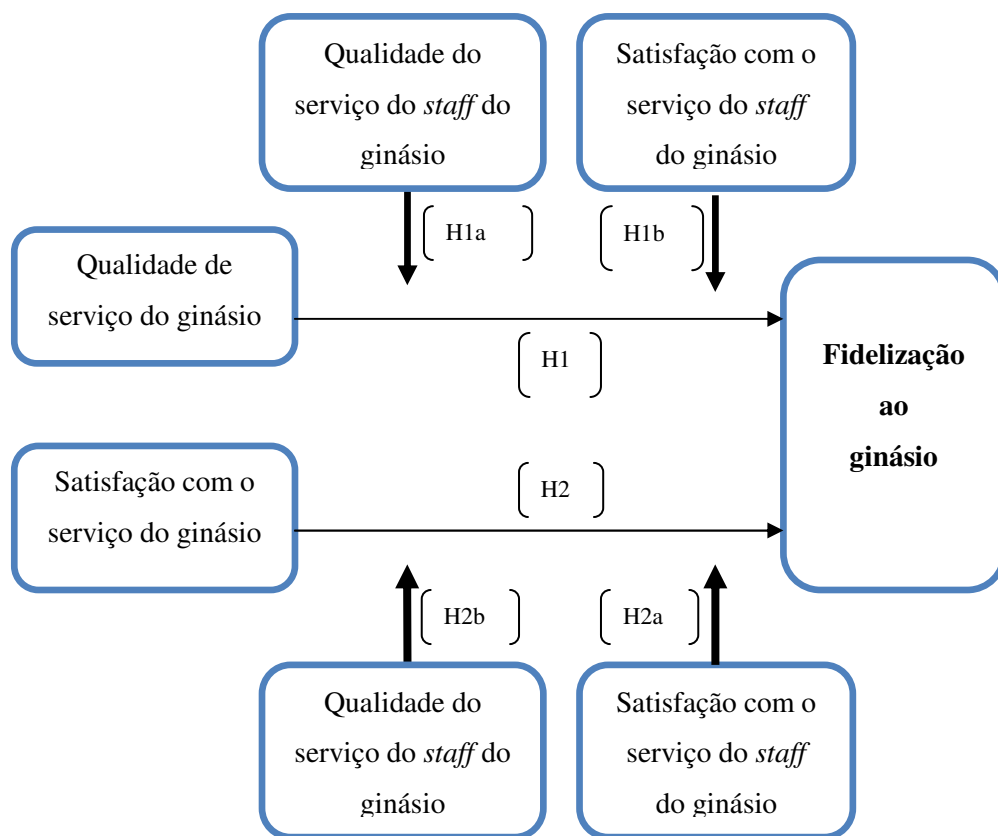 Qualidade do
serviço do staff do
ginásio
Satisfação com o
serviço do staff
do ginásio
H1a
H1b
Qualidade de
serviço do ginásio
H1
Fidelização
ao
ginásio
Satisfação com o
serviço do ginásio
H2
H2b
H2a
Qualidade do
serviço do staff do
ginásio
Satisfação com o
serviço do staff
do ginásio